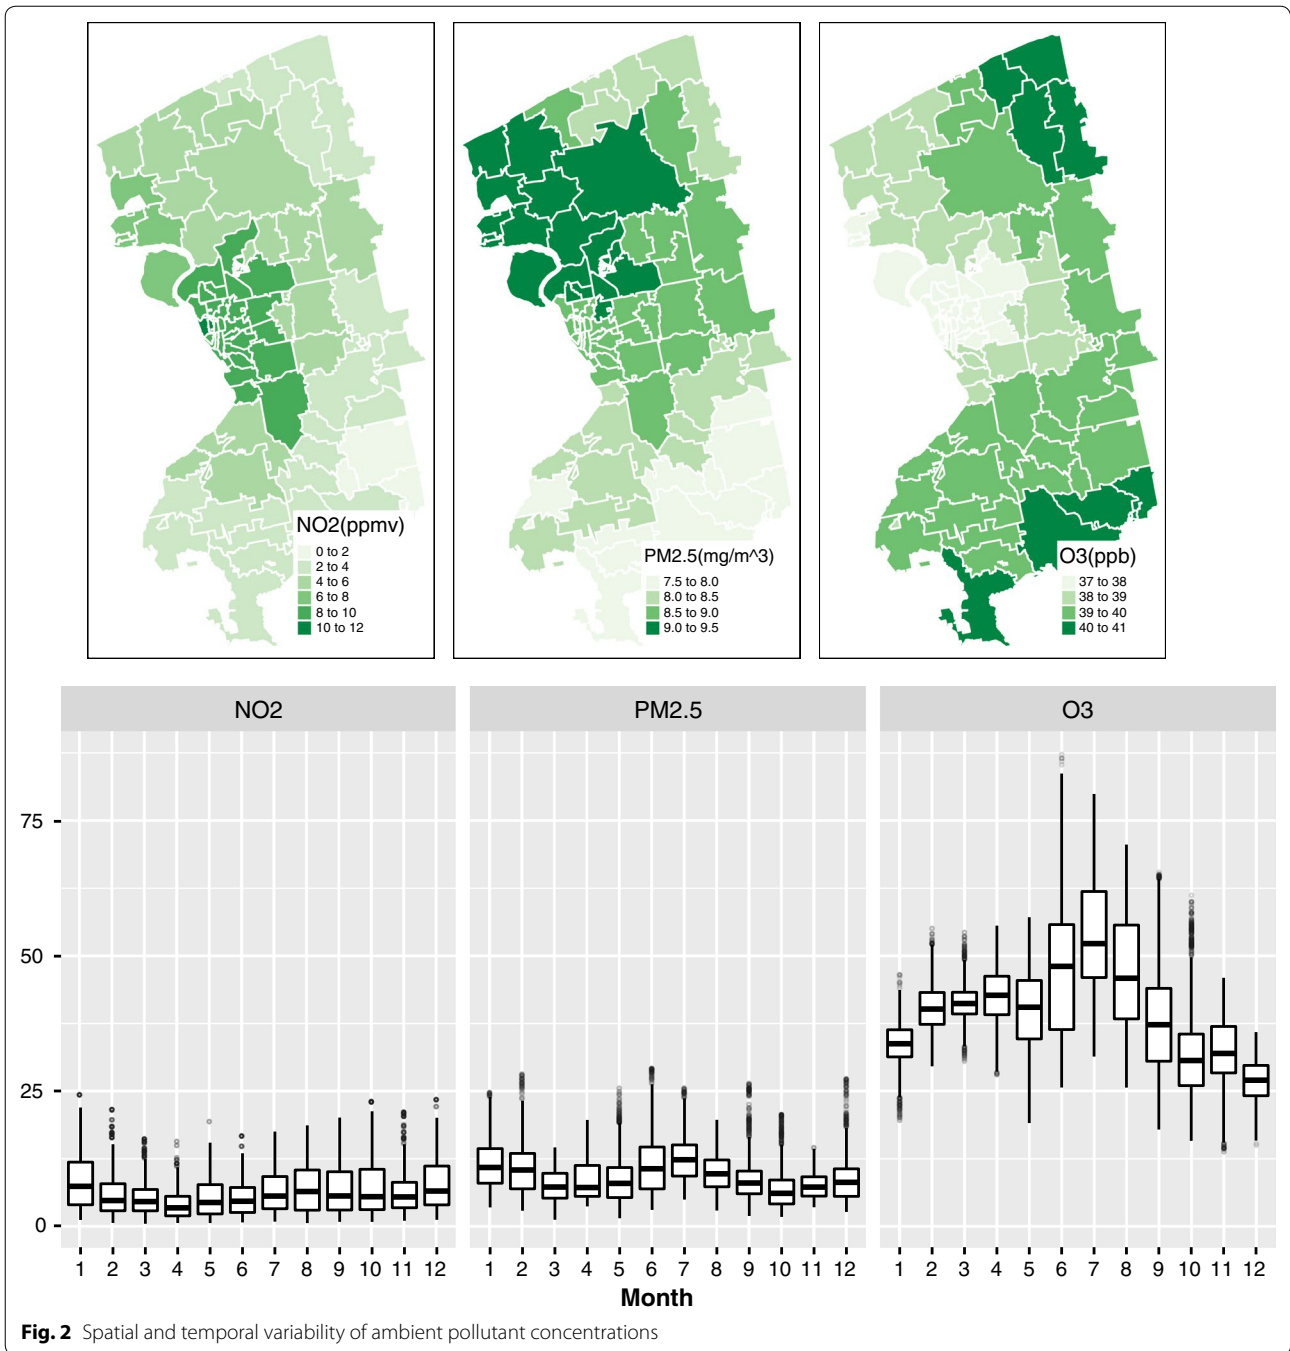 NO2(ppmv)
0 to 2
2 to 4
4 to 6
6 to 8
8 to 10
10 to 12
PM2.5(mg/m^3)
7.5 to 8.0
8.0 to 8.5
8.5 to 9.0
9.0 to 9.5
O3(ppb)
37 to 38
38 to 39
39 to 40
40 to 41
NO2 PM2.5 O3
75
50
25
0
1 2 3 4 5 6 7 8 9 10 11 12 1 2 3 4 5 6 7 8 9 10 11 12 1 2 3 4 5 6 7 8 9 10 11 12
Month
Fig. 2 Spatial and temporal variability of ambient pollutant concentrations